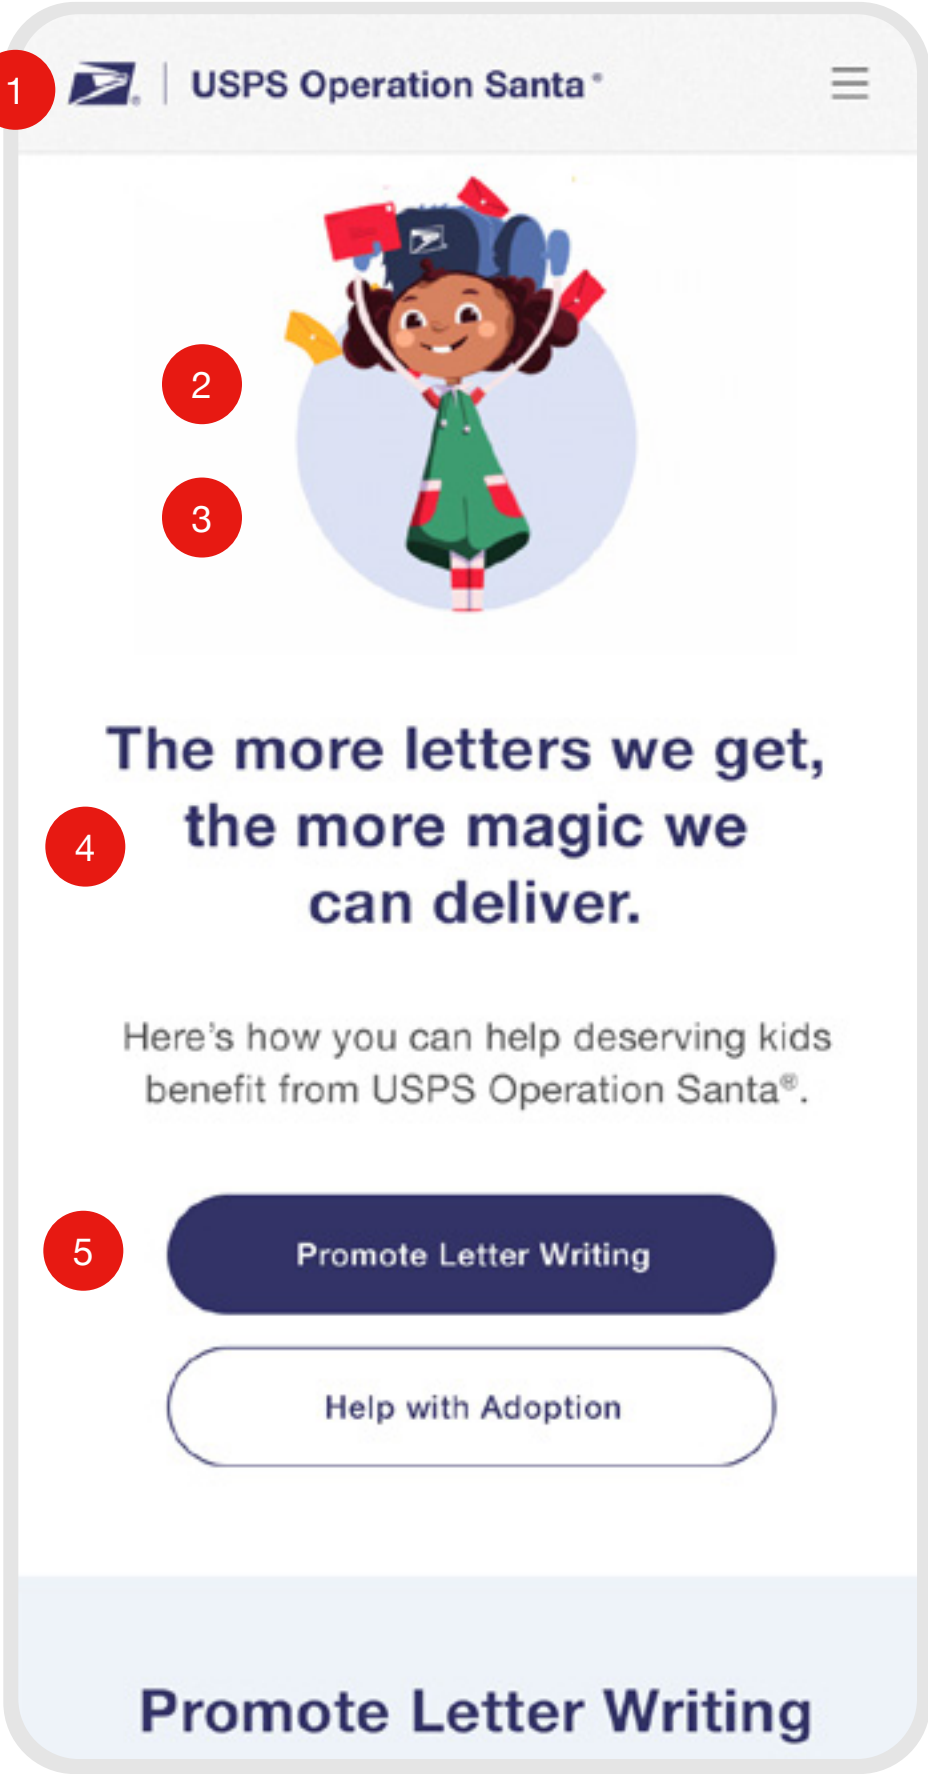 1
USPS Operation Santa®
2
3
The more letters we get,
the more magic we
can deliver.
4
Here's how you can help deserving kids
benefit from USPS Operation Santa®.
5
Promote Letter Writing
Help with Adoption
Promote Letter Writing